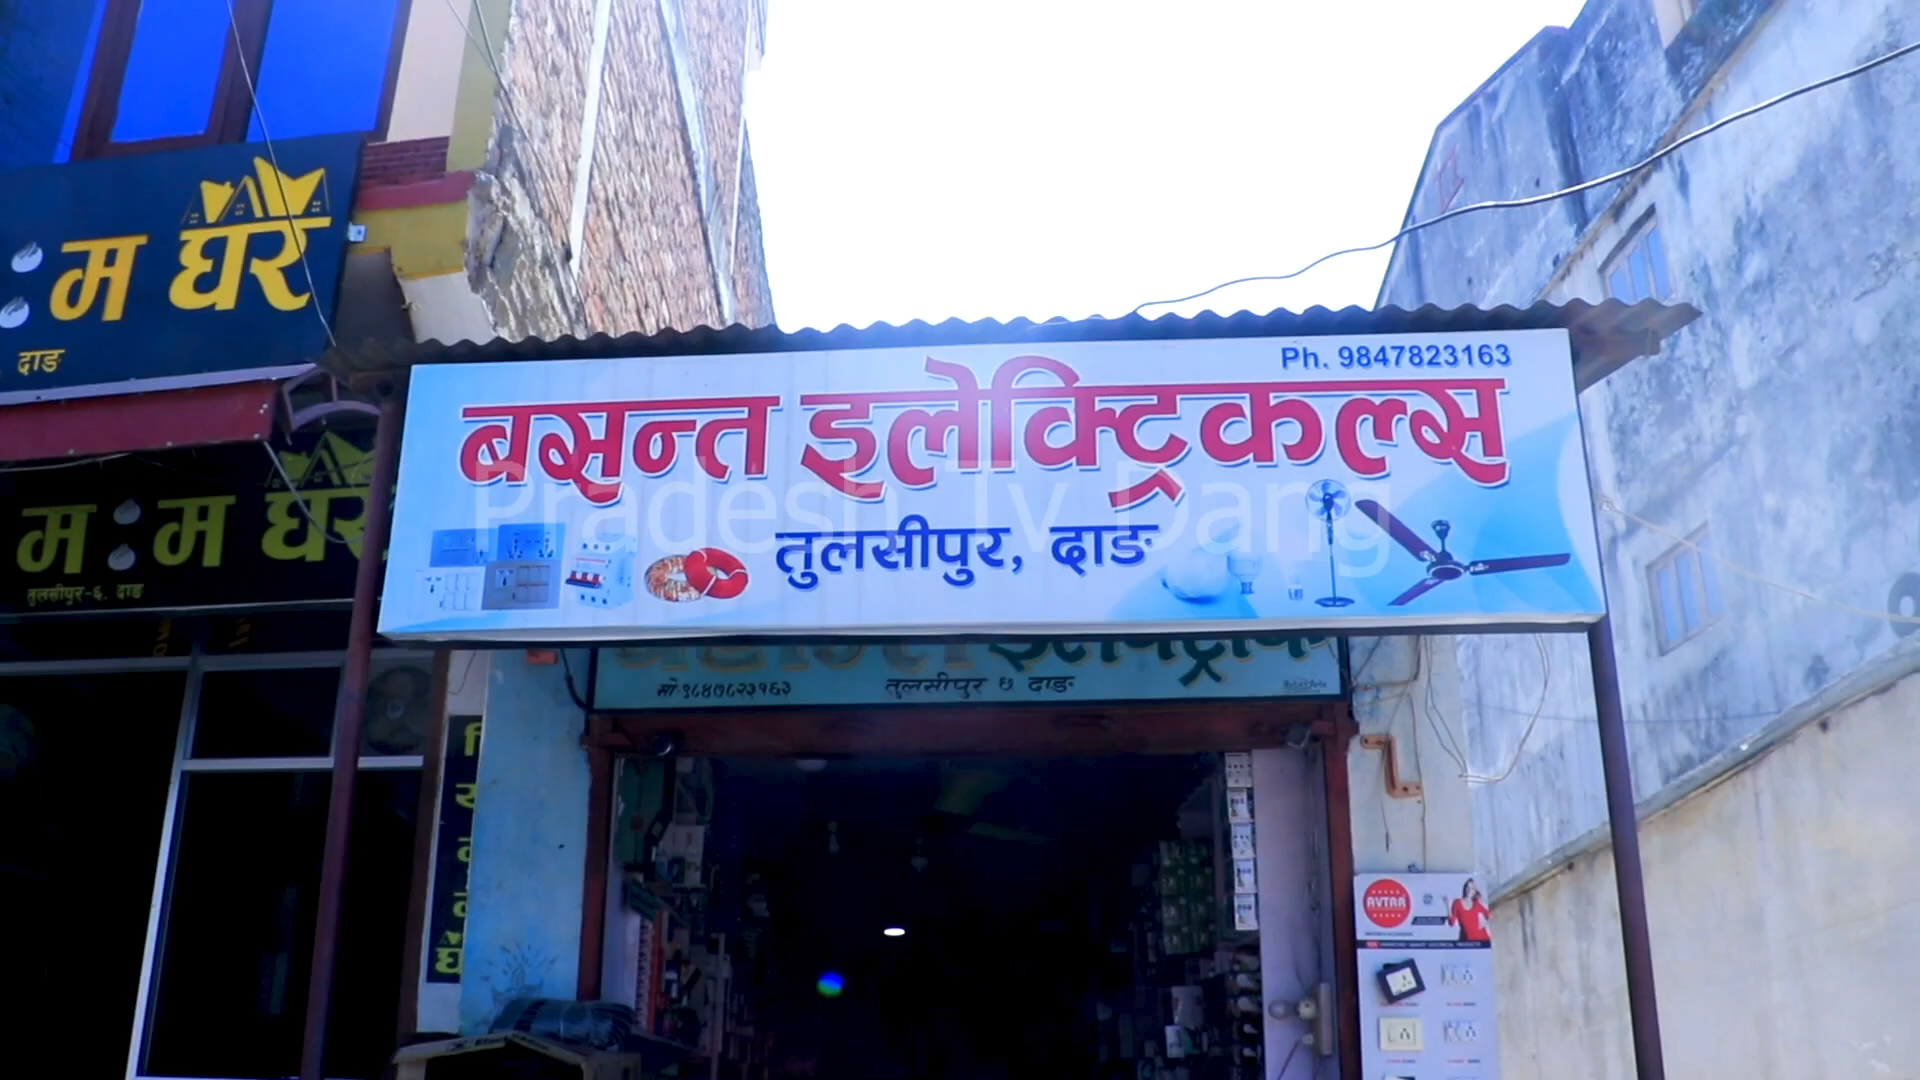 म घर
दाङ
म:म घर
तुलसीपुर-६, दाङ
Ph. 9847823163
बसन्त इलेक्ट्रिकल्स
तुलसीपुर, दाङ
Pradesh Tv Dang
मो ९८४७८२३१६३
तुलसीपुर ६ दाङ
AVTAR